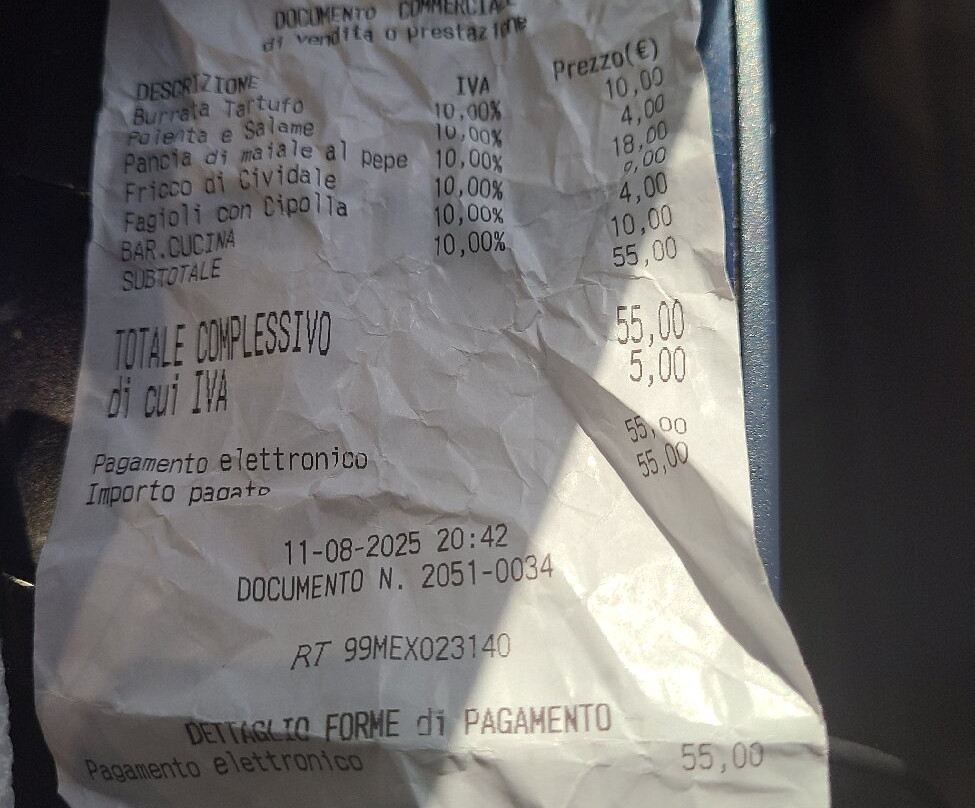 DOCUMENTO COMMERCIALE
di vendita o prestazione
DESCRIZIONE IVA Prezzo(€)
Burrata Tartufo 10,00% 10,00
Polenta e Salame 10,00% 4,00
Pancia di maiale al pepe 10,00% 18,00
Fricco di Cividale 10,00% 9,00
Fagioli con Cipolla 10,00% 4,00
BAR.CUCINA 10,00% 10,00
SUBTOTALE 55,00
TOTALE COMPLESSIVO 55,00
di cui IVA 5,00
Pagamento elettronico 55,00
Importo pagato 55,00
11-08-2025 20:42
DOCUMENTO N. 2051-0034
RT 99MEX023140
DETTAGLIO FORME di PAGAMENTO
Pagamento elettronico 55,00